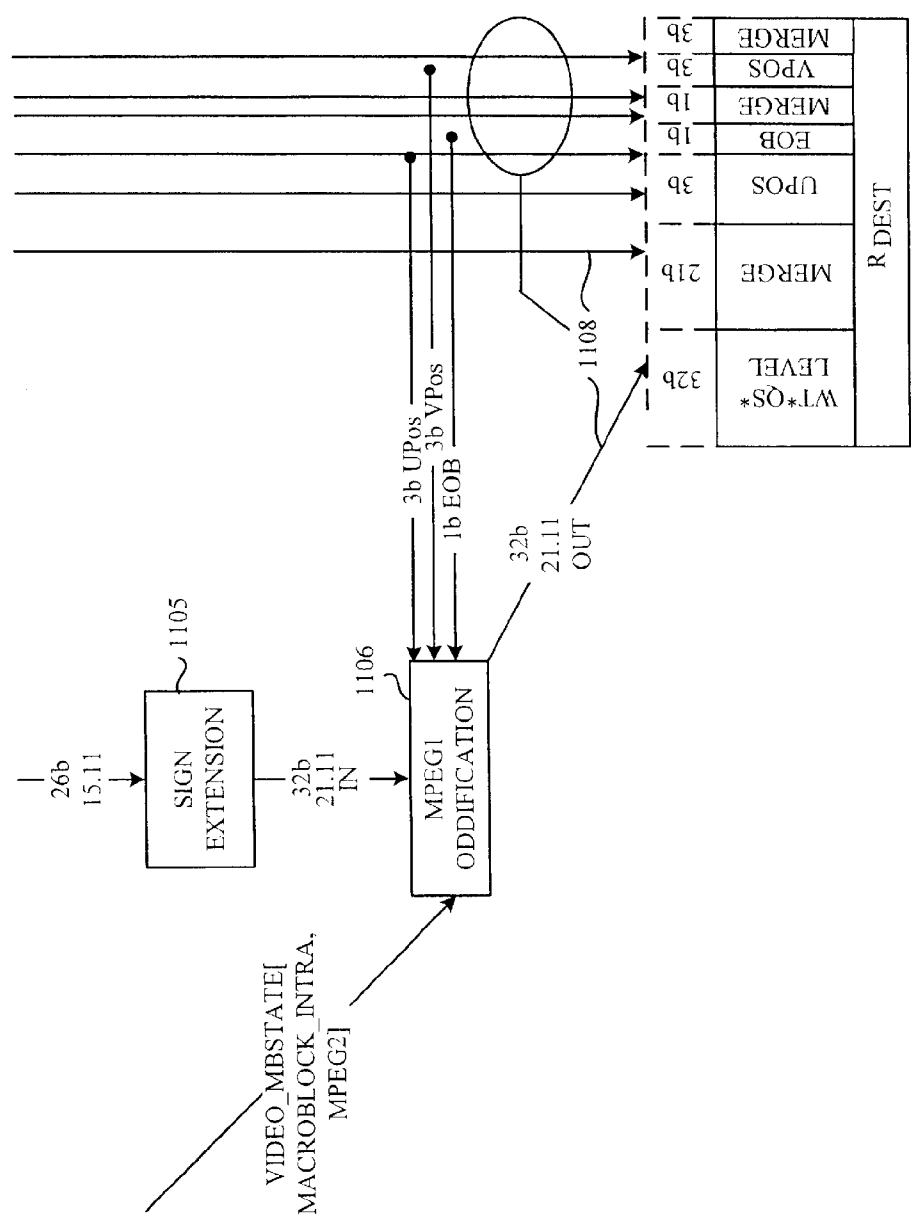 26b
15.11
SIGN
EXTENSION
1105
32b
21.11
IN
VIDEO_MBSTATE[
MACROBLOCK_INTRA,
MPEG2]
MPEG1
ODDIFICATION
1106
3b UPos
3b VPos
1b EOB
32b
21.11
OUT
1108
32b
21b
3b
1b
1b
3b
3b
WT*QS*
LEVEL
MERGE
UPOS
EOB
MERGE
VPOS
MERGE
R DEST